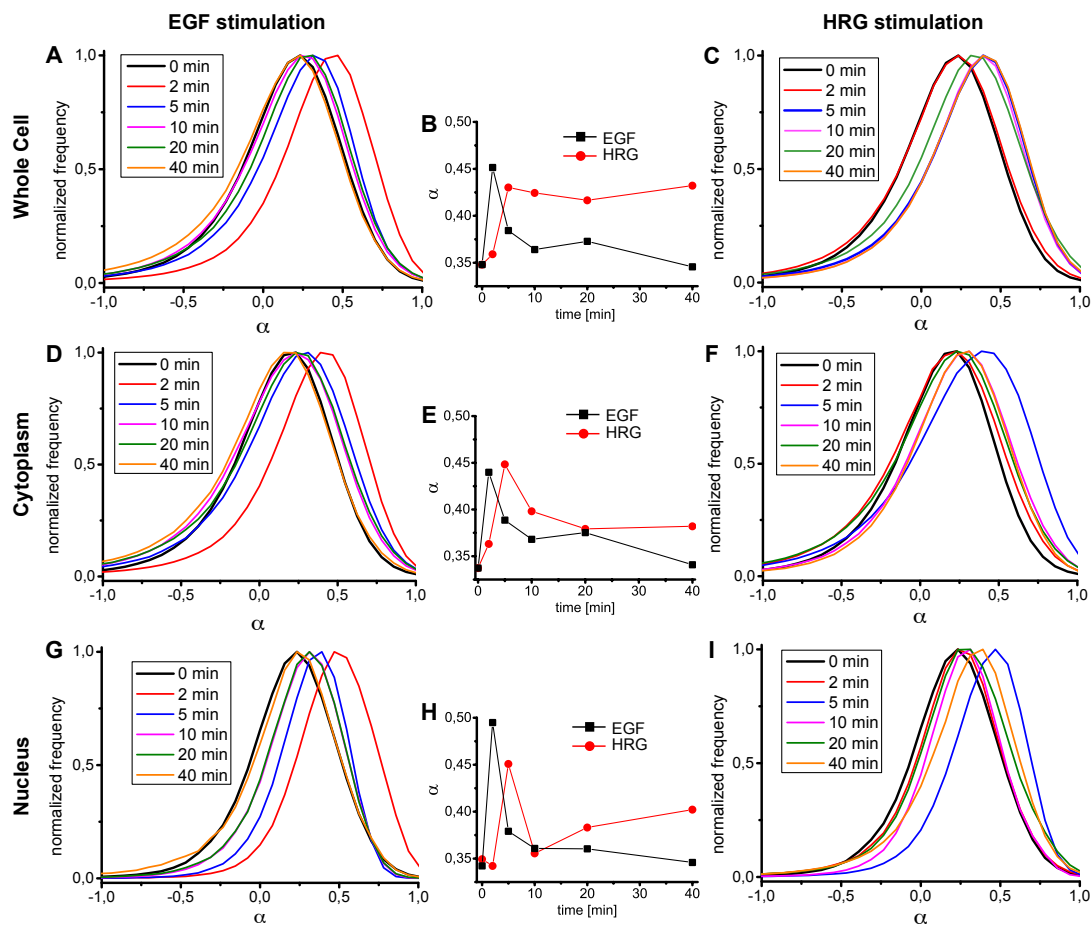 EGF stimulation
HRG stimulation
Whole Cell
A
normalized frequency
1,0
0,5
0,0
-1,0 -0,5 0,0 0,5 1,0
α
0 min
2 min
5 min
10 min
20 min
40 min
B
α
0,50
0,45
0,40
0,35
0 10 20 30 40
time [min]
EGF
HRG
C
normalized frequency
1,0
0,5
0,0
-1,0 -0,5 0,0 0,5 1,0
α
0 min
2 min
5 min
10 min
20 min
40 min
Cytoplasm
D
normalized frequency
1,0
0,5
0,0
-1,0 -0,5 0,0 0,5 1,0
α
0 min
2 min
5 min
10 min
20 min
40 min
E
α
0,50
0,45
0,40
0,35
0 10 20 30 40
time [min]
EGF
HRG
F
normalized frequency
1,0
0,5
0,0
-1,0 -0,5 0,0 0,5 1,0
α
0 min
2 min
5 min
10 min
20 min
40 min
Nucleus
G
normalized frequency
1,0
0,5
0,0
-1,0 -0,5 0,0 0,5 1,0
α
0 min
2 min
5 min
10 min
20 min
40 min
H
α
0,50
0,45
0,40
0,35
0 10 20 30 40
time [min]
EGF
HRG
I
normalized frequency
1,0
0,5
0,0
-1,0 -0,5 0,0 0,5 1,0
α
0 min
2 min
5 min
10 min
20 min
40 min